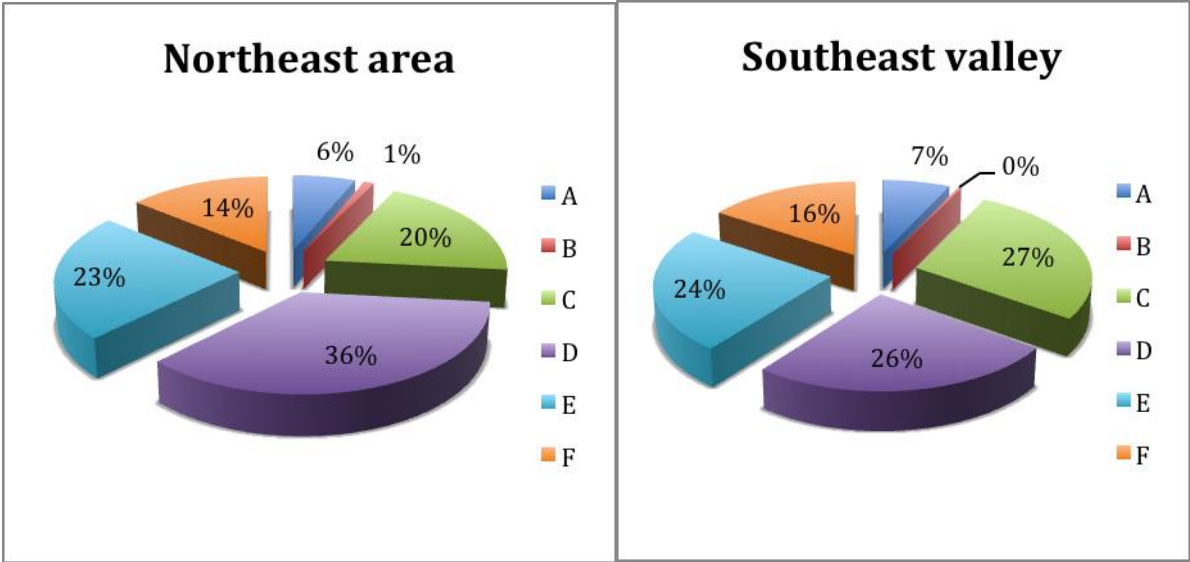 Northeast area
6%
1%
14%
20%
23%
36%
A
B
C
D
E
F
Southeast valley
7%
0%
16%
27%
24%
26%
A
B
C
D
E
F